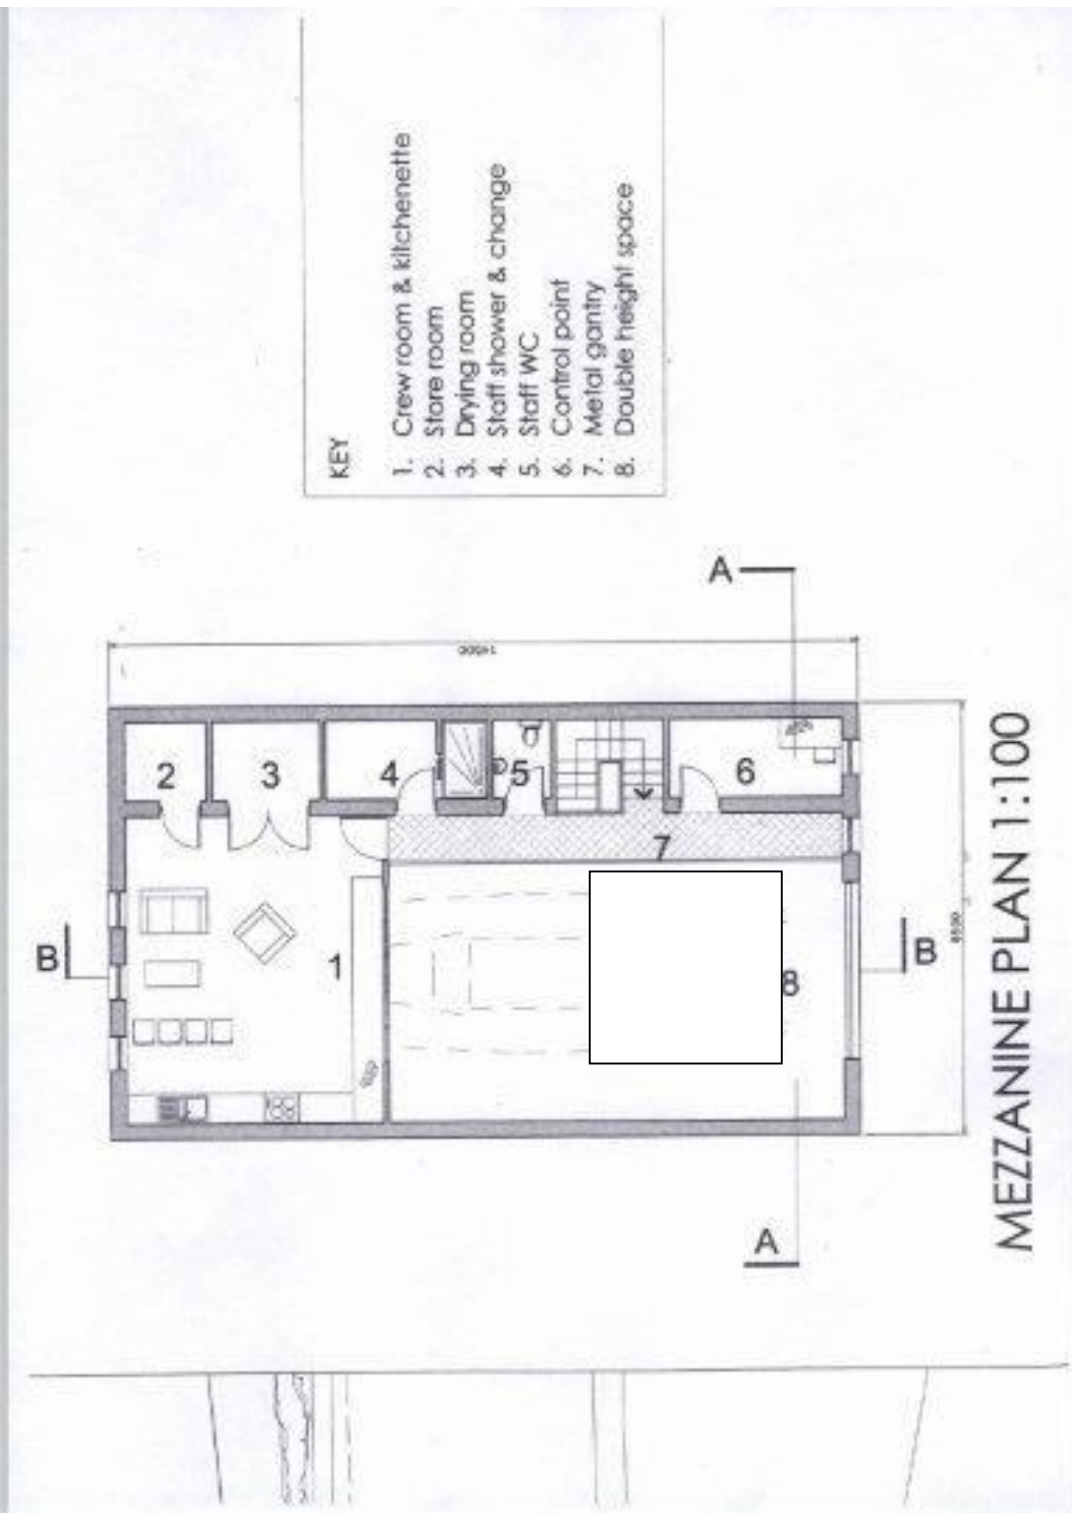 KEY
1. Crew room & kitchenette
2. Store room
3. Drying room
4. Staff shower & change
5. Staff WC
6. Control point
7. Metal gantry
8. Double height space
A
2
3
4
5
6
7
B
1
8
B
8500
A
MEZZANINE PLAN 1:100